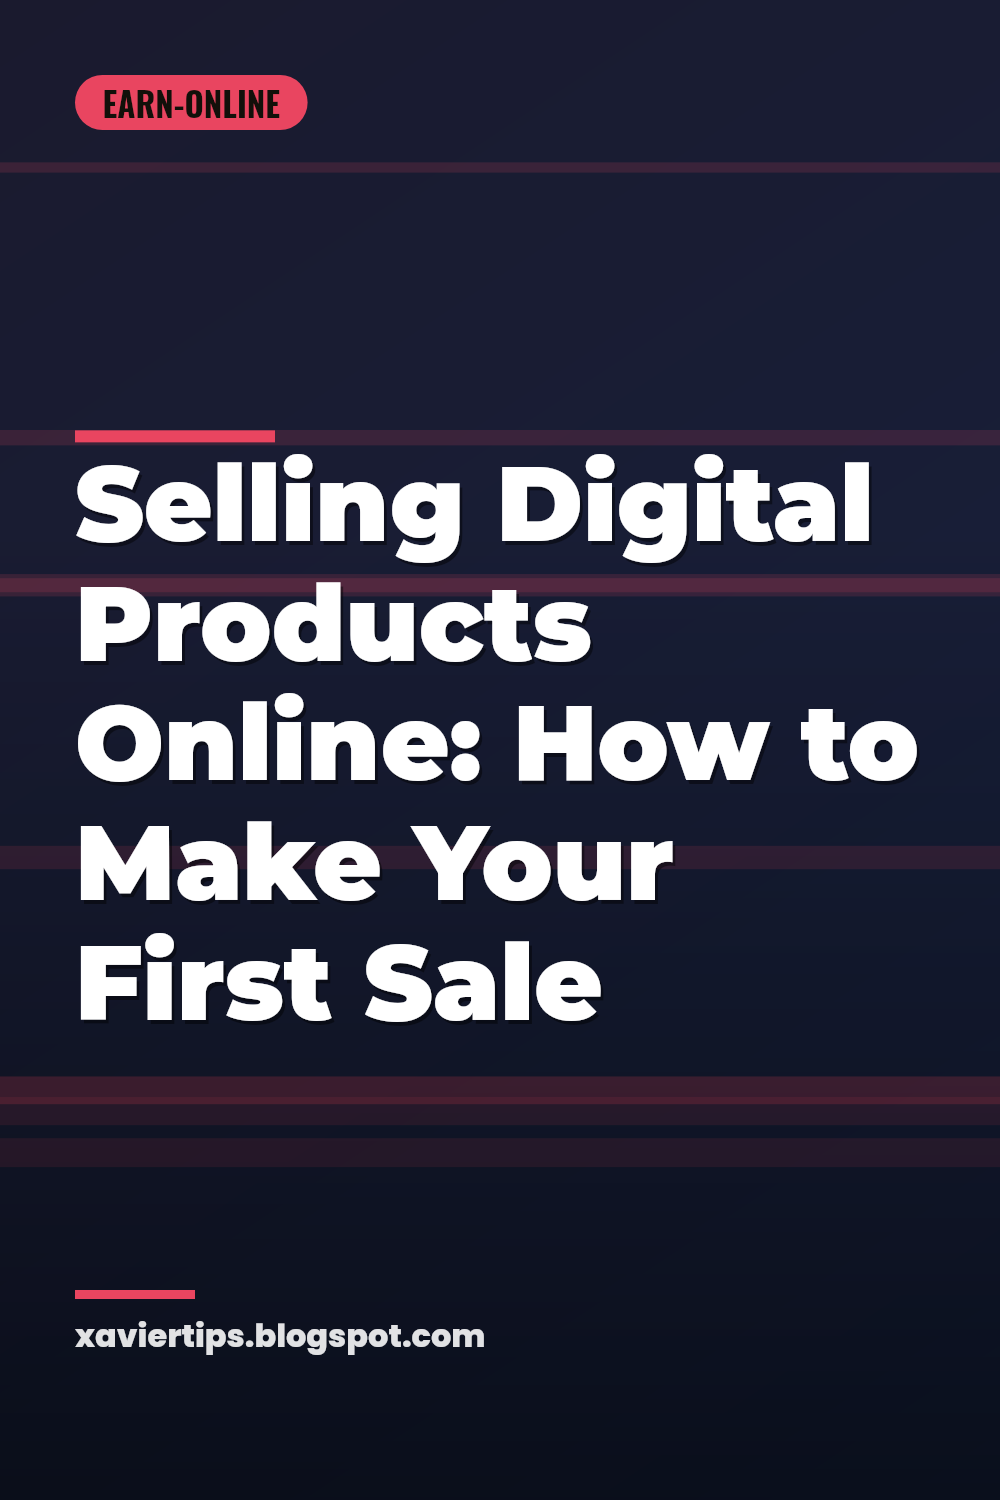 EARN-ONLINE
Selling Digital
Products
Online: How to
Make Your
First Sale
xaviertips.blogspot.com